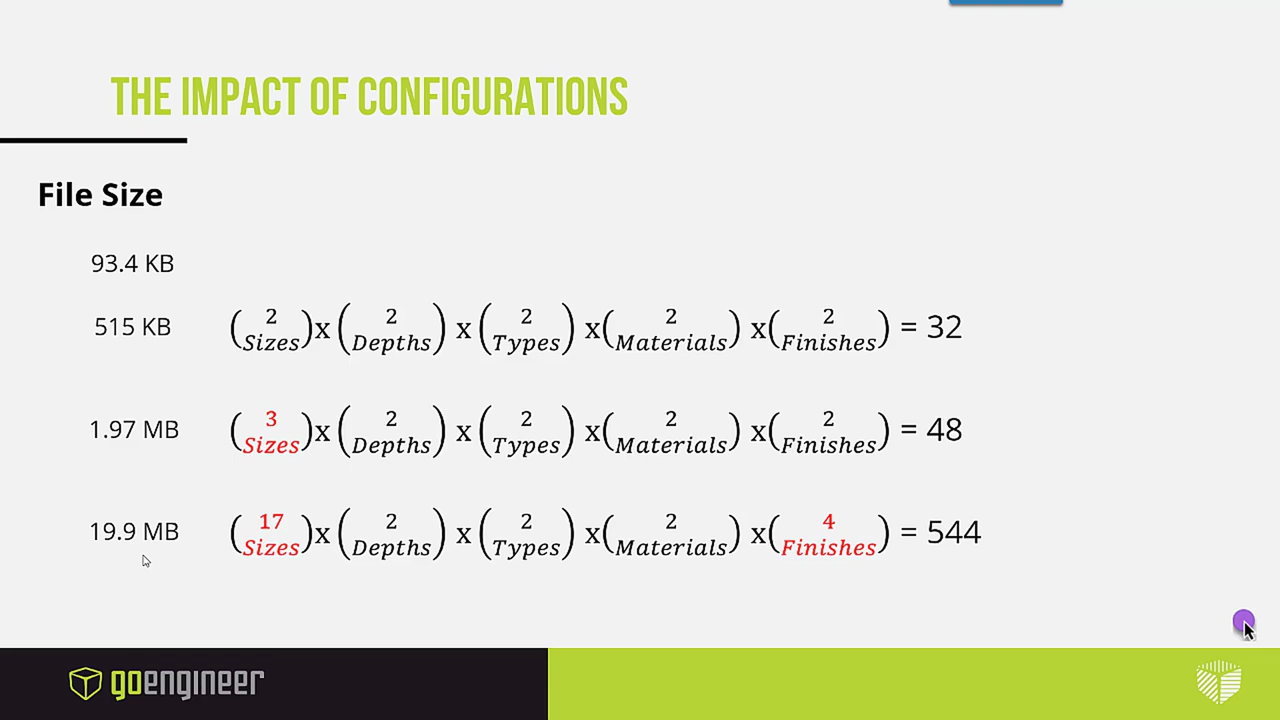 THE IMPACT OF CONFIGURATIONS
File Size
93.4 KB
515 KB (2 Sizes) x (2 Depths) x (2 Types) x (2 Materials) x (2 Finishes) = 32
1.97 MB (3 Sizes) x (2 Depths) x (2 Types) x (2 Materials) x (2 Finishes) = 48
19.9 MB (17 Sizes) x (2 Depths) x (2 Types) x (2 Materials) x (4 Finishes) = 544
goengineer